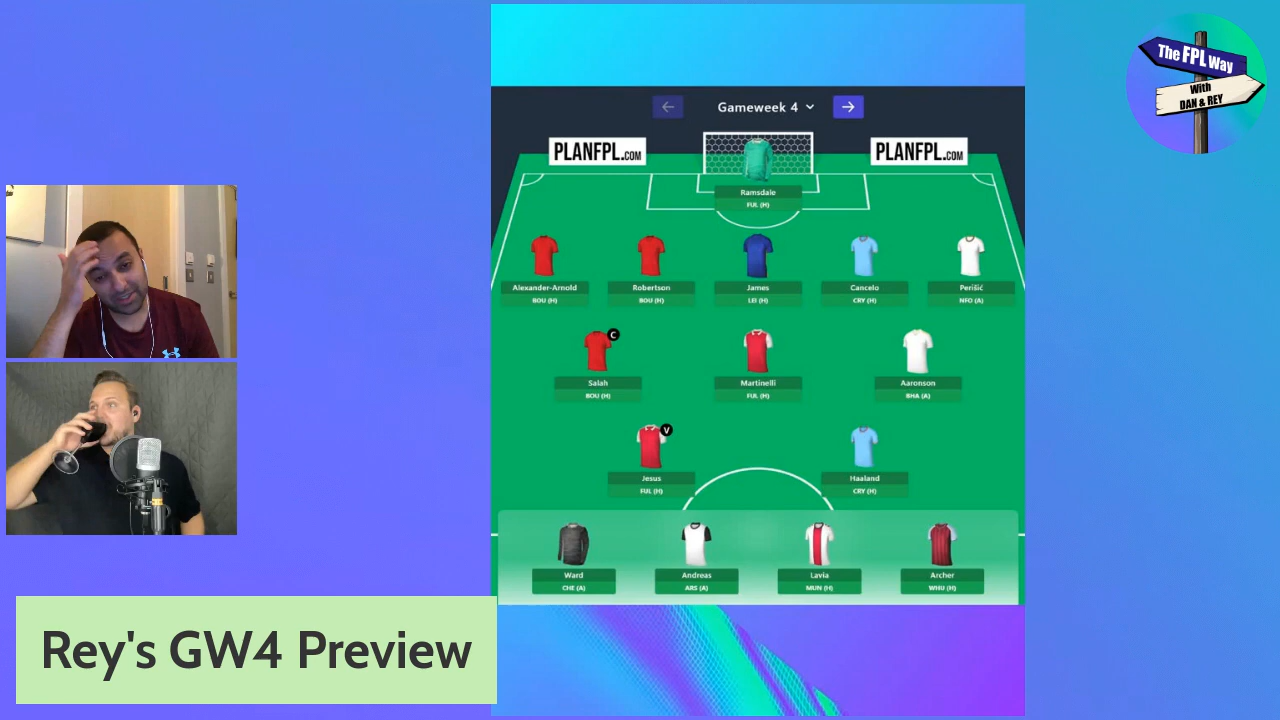 The FPL Way
With
DAN & REY
Gameweek 4
PLANFPL.COM
PLANFPL.COM
Ramsdale
FUL (H)
Alexander-Arnold
BOU (H)
Robertson
BOU (H)
James
LEI (H)
Cancelo
CRY (H)
Perišić
NFO (A)
C
Salah
BOU (H)
Martinelli
FUL (H)
Aaronson
BHA (A)
V
Jesus
FUL (H)
Haaland
CRY (H)
Ward
CHE (A)
Andreas
ARS (A)
Lavia
MUN (H)
Archer
WHU (H)
Rey's GW4 Preview